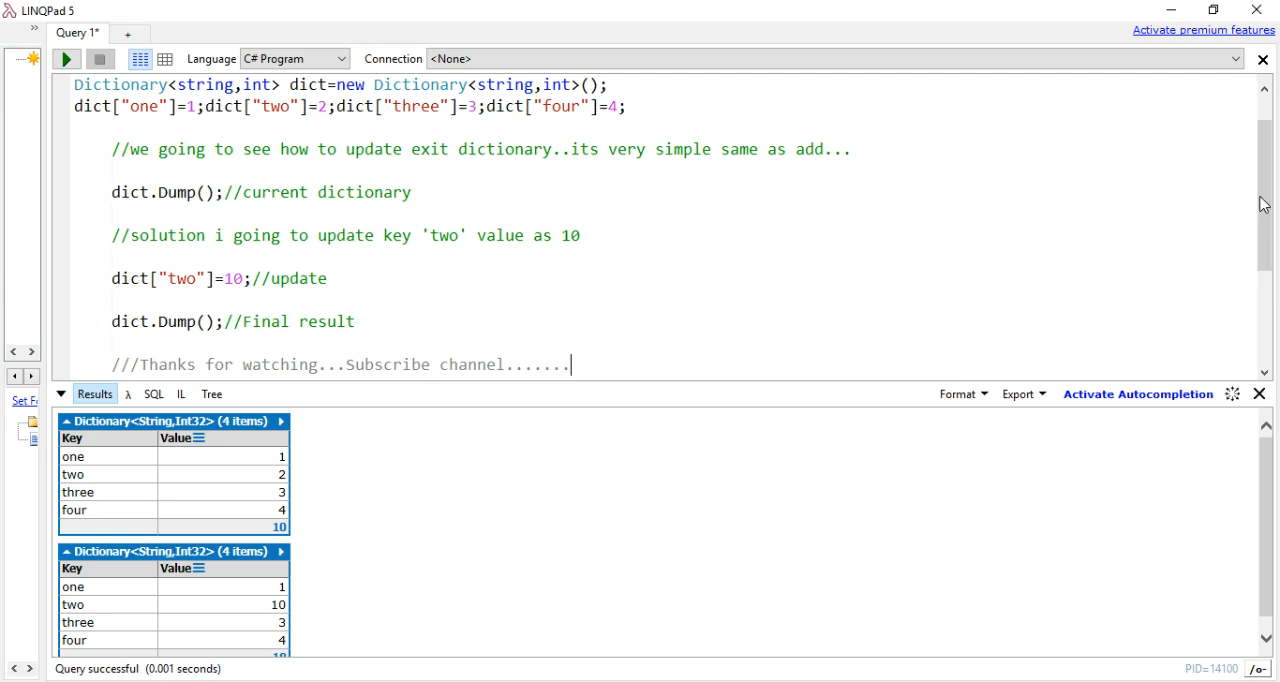 LINQPad 5
Query 1*
+
Activate premium features
Language C# Program Connection <None>
Dictionary<string,int> dict=new Dictionary<string,int>();
dict["one"]=1;dict["two"]=2;dict["three"]=3;dict["four"]=4;
//we going to see how to update exit dictionary..its very simple same as add...
dict.Dump();//current dictionary
//solution i going to update key 'two' value as 10
dict["two"]=10;//update
dict.Dump();//Final result
///Thanks for watching...Subscribe channel.......
Set
Results λ SQL IL Tree Format Export Activate Autocompletion
Dictionary<String,Int32> (4 items)
Key Value
one 1
two 2
three 3
four 4
10
Dictionary<String,Int32> (4 items)
Key Value
one 1
two 10
three 3
four 4
Query successful (0.001 seconds)
PID=14100 /o-